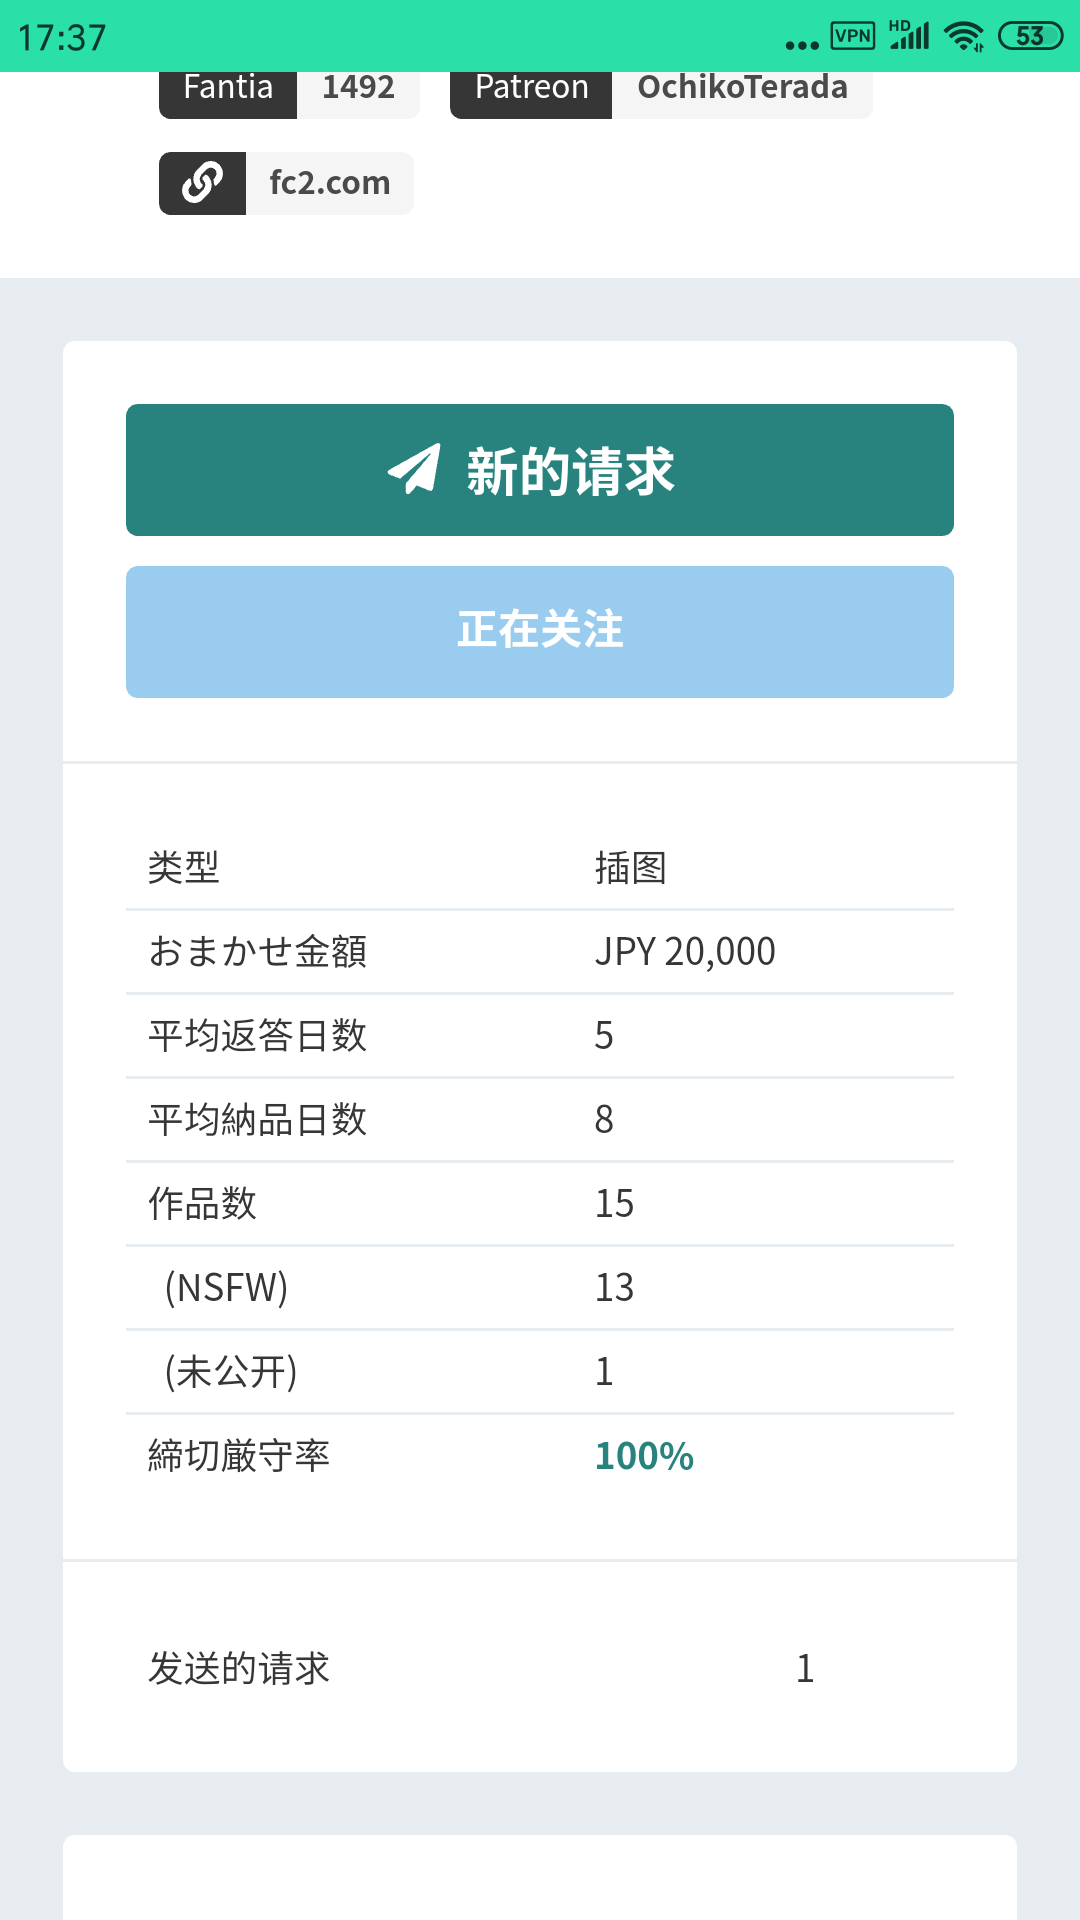 17:37
... VPN HD 53
Fantia 1492 Patreon OchikoTerada
fc2.com
新的请求
正在关注
类型 插图
おまかせ金額 JPY 20,000
平均返答日数 5
平均納品日数 8
作品数 15
(NSFW) 13
(未公开) 1
締切厳守率 100%
发送的请求 1